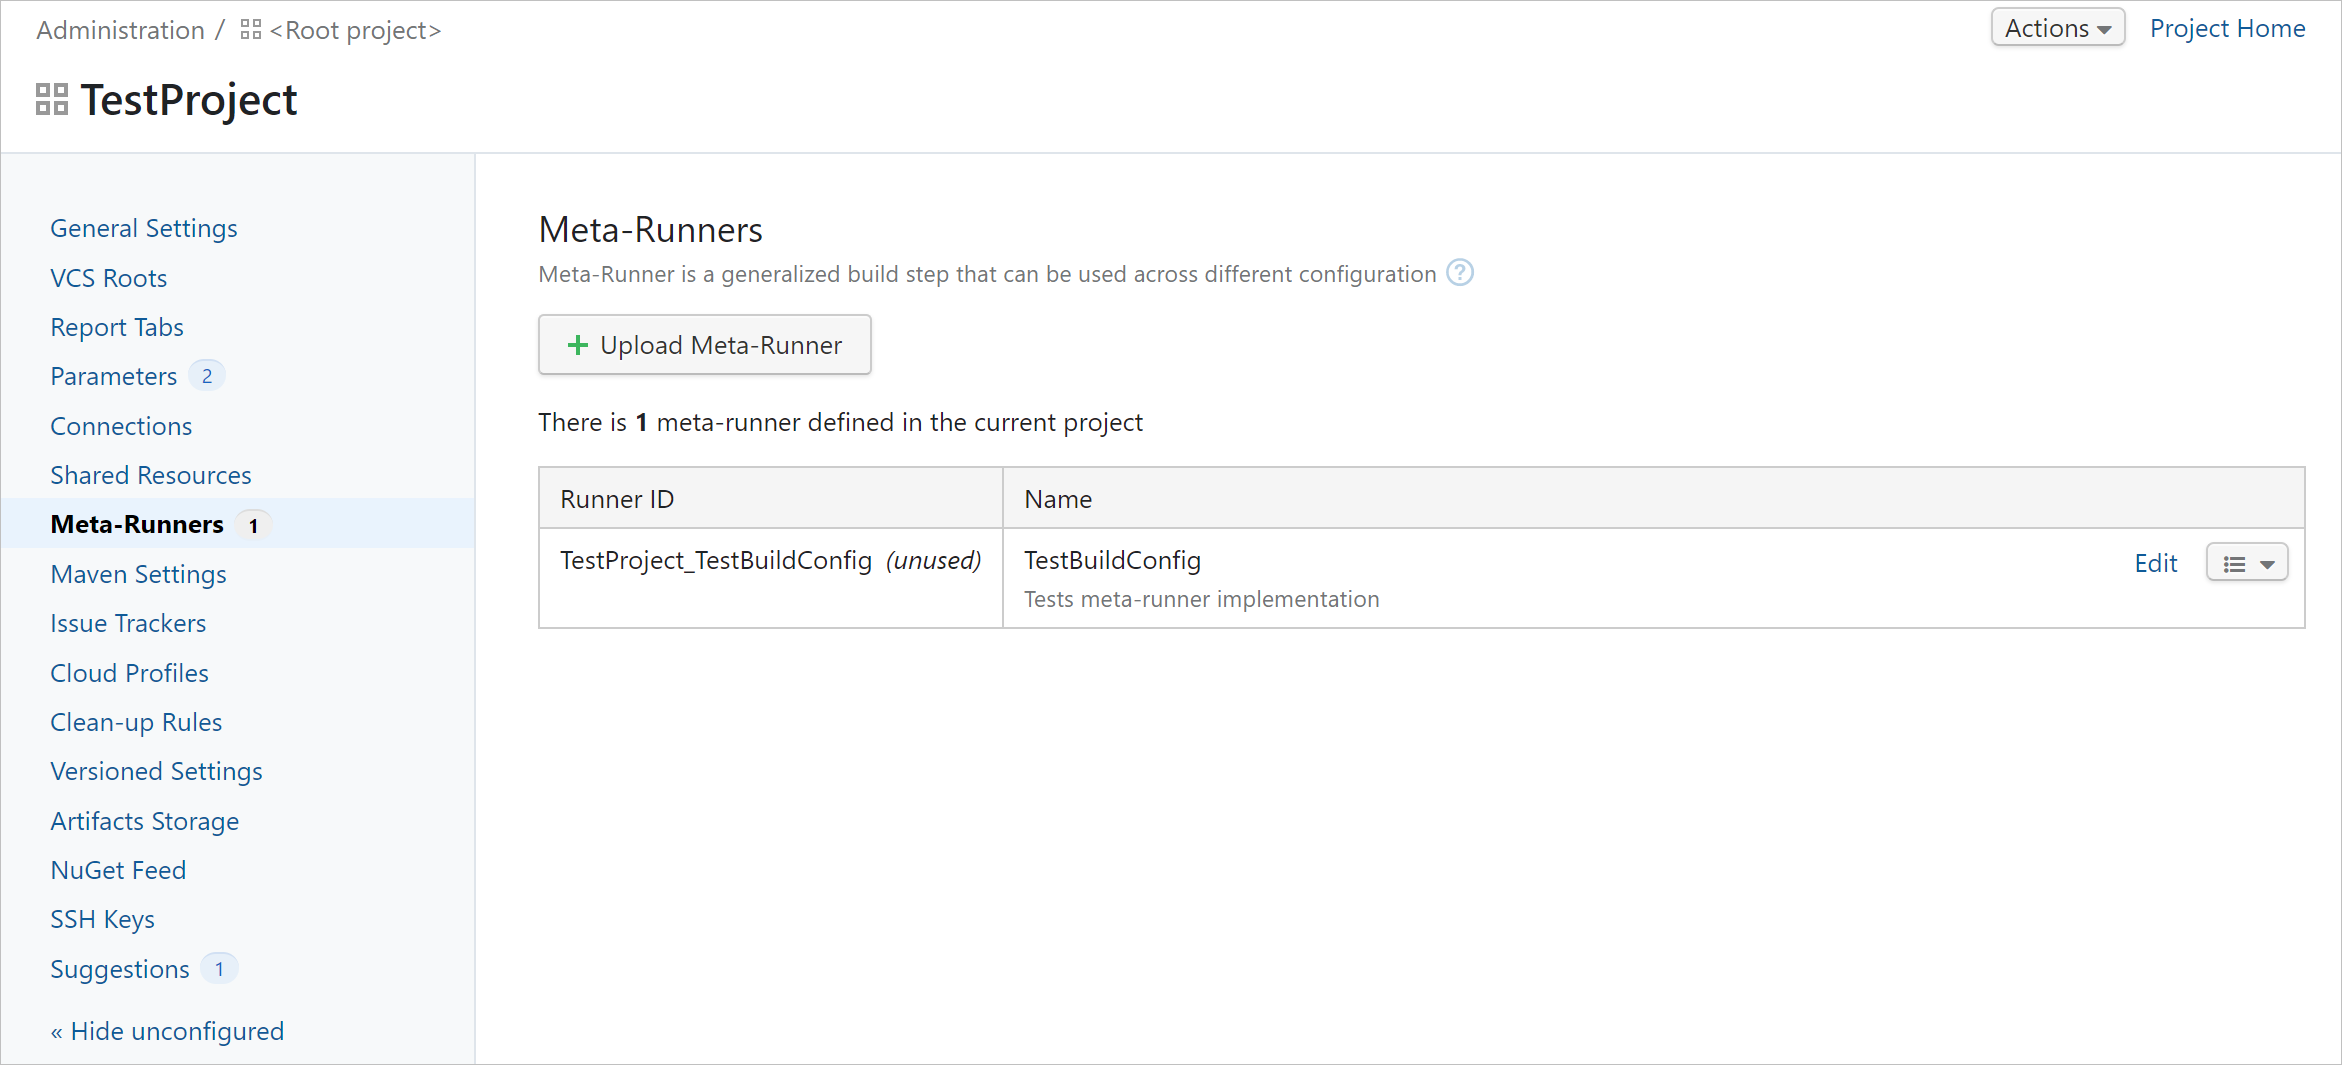 Administration / <Root project>
Actions
Project Home
TestProject
General Settings
VCS Roots
Report Tabs
Parameters 2
Connections
Shared Resources
Meta-Runners 1
Maven Settings
Issue Trackers
Cloud Profiles
Clean-up Rules
Versioned Settings
Artifacts Storage
NuGet Feed
SSH Keys
Suggestions 1
« Hide unconfigured
Meta-Runners
Meta-Runner is a generalized build step that can be used across different configuration ?
+ Upload Meta-Runner
There is 1 meta-runner defined in the current project
Runner ID Name
TestProject_TestBuildConfig (unused) TestBuildConfig Edit
Tests meta-runner implementation